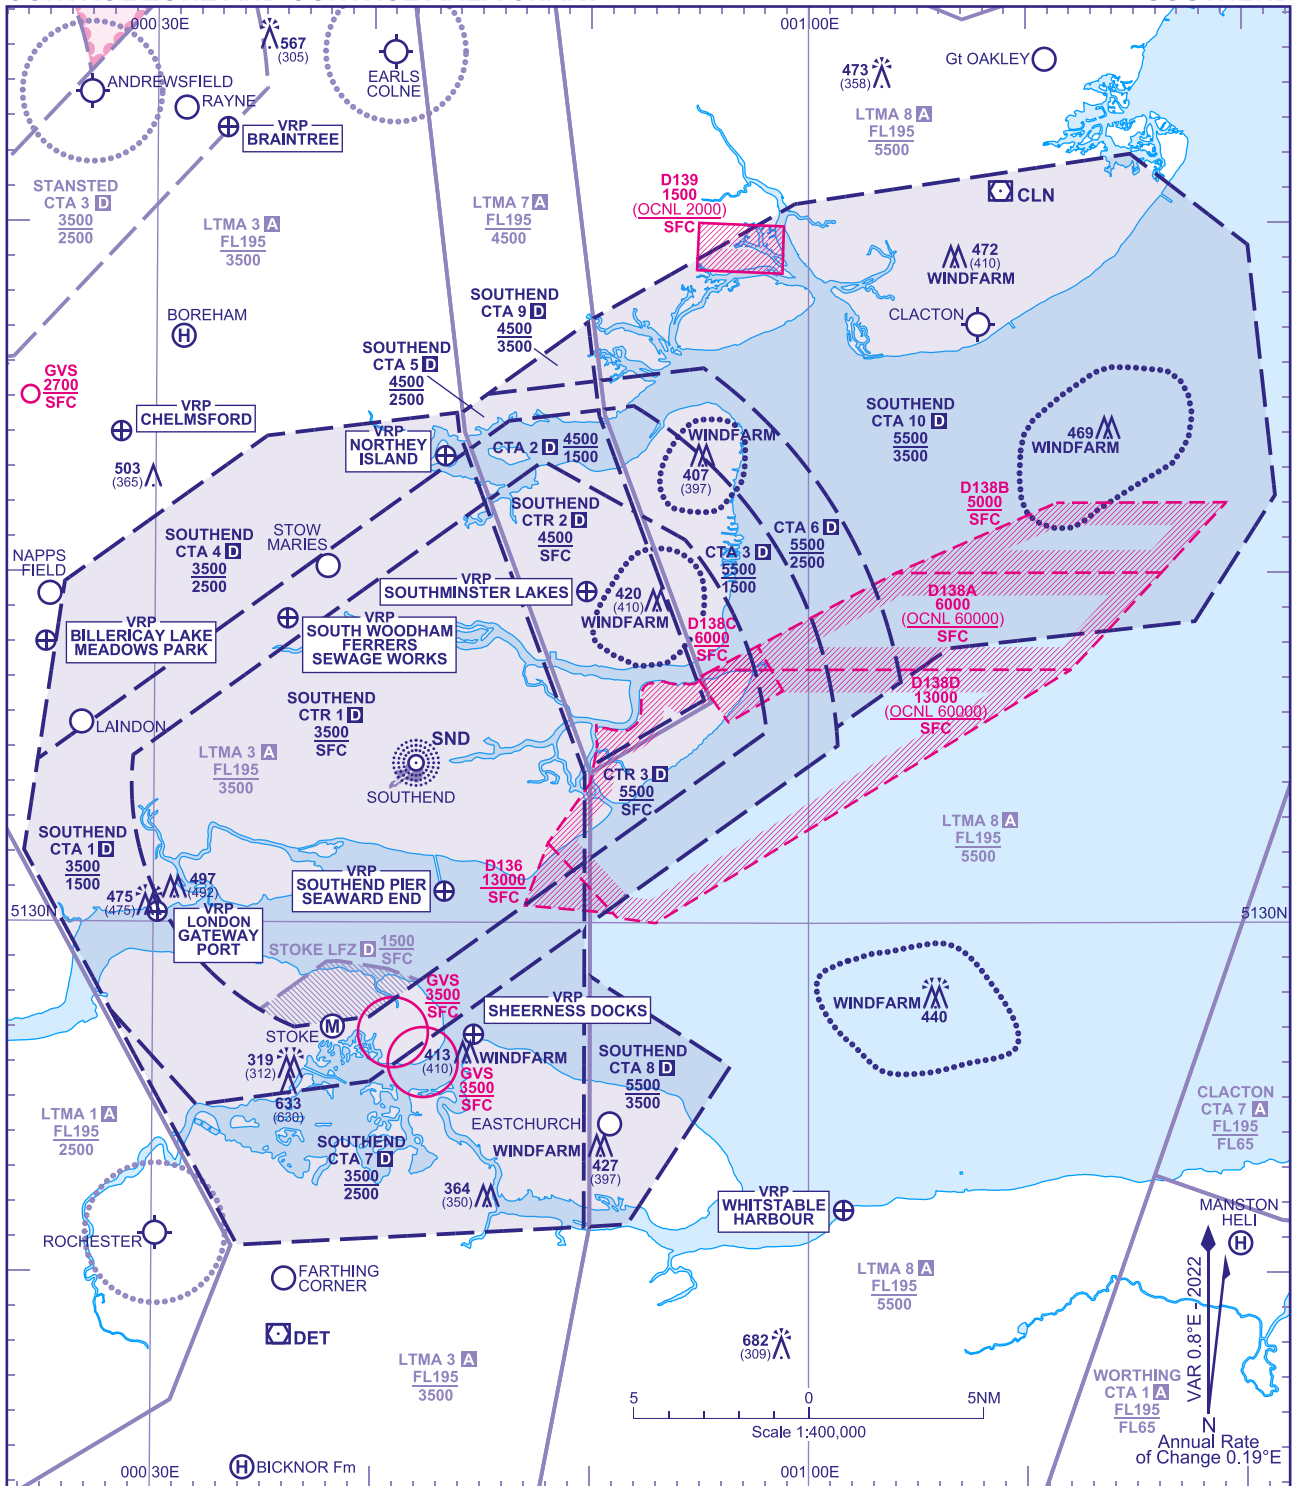 000 30E
001 00E
567
(305)
ANDREWSFIELD
RAYNE
EARLS
COLNE
VRP
BRAINTREE
473
(358)
Gt OAKLEY
LTMA 8 A
FL195
5500
STANSTED
CTA 3 D
3500
2500
LTMA 3 A
FL195
3500
LTMA 7 A
FL195
4500
D139
1500
(OCNL 2000)
SFC
CLN
472
(410)
WINDFARM
CLACTON
BOREHAM
H
SOUTHEND
CTA 9 D
4500
3500
SOUTHEND
CTA 5 D
4500
2500
GVS
2700
SFC
VRP
CHELMSFORD
503
(365)
VRP
NORTHEY
ISLAND
CTA 2 D 4500
1500
WINDFARM
407
(397)
SOUTHEND
CTA 10 D
5500
3500
469
WINDFARM
D138B
5000
SFC
SOUTHEND
CTR 2 D
4500
SFC
CTA 6 D
5500
2500
CTA 3 D
5500
1500
SOUTHEND
CTA 4 D
3500
2500
STOW
MARIES
NAPPS
FIELD
VRP
SOUTHMINSTER LAKES
420
(410)
WINDFARM
D138A
6000
(OCNL 60000)
SFC
D138C
6000
SFC
VRP
BILLERICAY LAKE
MEADOWS PARK
VRP
SOUTH WOODHAM
FERRERS
SEWAGE WORKS
D138D
13000
(OCNL 60000)
SFC
LAINDON
SOUTHEND
CTR 1 D
3500
SFC
LTMA 3 A
FL195
3500
SND
SOUTHEND
CTR 3 D
5500
SFC
LTMA 8 A
FL195
5500
SOUTHEND
CTA 1 D
3500
1500
497
(492)
475
(475)
VRP
SOUTHEND PIER
SEAWARD END
D136
13000
SFC
5130N
5130N
VRP
LONDON
GATEWAY
PORT
STOKE LFZ D 1500
SFC
GVS
3500
SFC
VRP
SHEERNESS DOCKS
WINDFARM
440
STOKE
M
319
(312)
633
(630)
413
(410)
WINDFARM
GVS
3500
SFC
SOUTHEND
CTA 8 D
5500
3500
LTMA 1 A
FL195
2500
EASTCHURCH
WINDFARM
427
(397)
SOUTHEND
CTA 7 D
3500
2500
364
(350)
CLACTON
CTA 7 A
FL195
FL65
VRP
WHITSTABLE
HARBOUR
MANSTON
HELI
H
ROCHESTER
FARTHING
CORNER
DET
LTMA 8 A
FL195
5500
LTMA 3 A
FL195
3500
682
(309)
VAR 0.8°E - 2022
WORTHING
CTA 1 A
FL195
FL65
5 0 5NM
Scale 1:400,000
N
Annual Rate
of Change 0.19°E
H BICKNOR Fm
000 30E
001 00E